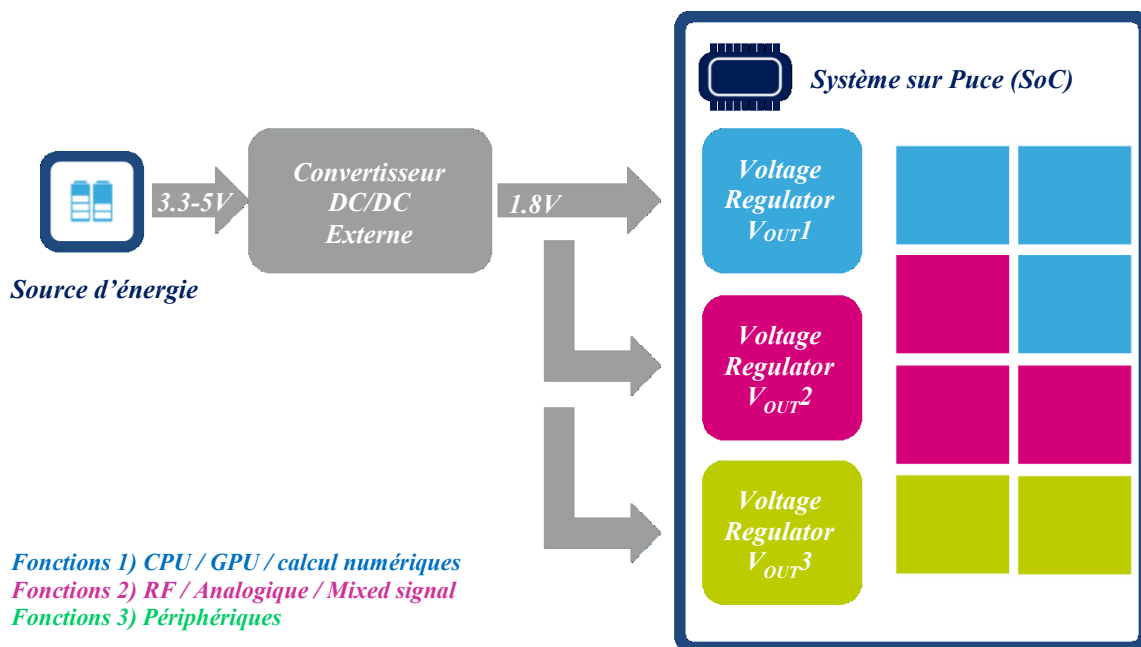 Système sur Puce (SoC)
Convertisseur
DC/DC
Externe
3.3-5V
1.8V
Source d'énergie
Voltage
Regulator
VOUT1
Voltage
Regulator
VOUT2
Voltage
Regulator
VOUT3
Fonctions 1) CPU / GPU / calcul numériques
Fonctions 2) RF / Analogique / Mixed signal
Fonctions 3) Périphériques